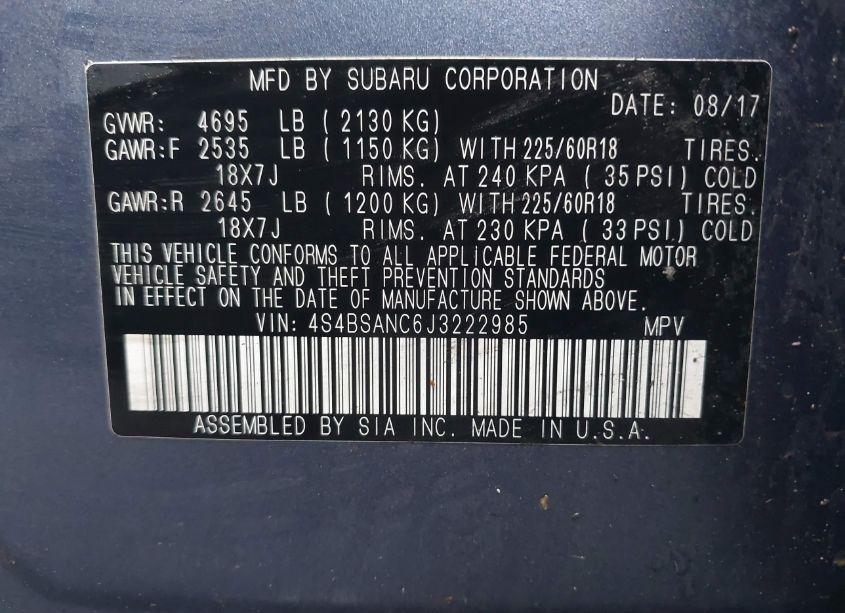 MFD BY SUBARU CORPORATION
DATE: 08/17
GVWR: 4695 LB ( 2130 KG)
GAWR:F 2535 LB ( 1150 KG) WITH 225/60R18 TIRES.
18X7J RIMS. AT 240 KPA ( 35 PSI) COLD
GAWR:R 2645 LB ( 1200 KG) WITH 225/60R18 TIRES.
18X7J RIMS. AT 230 KPA ( 33 PSI) COLD
THIS VEHICLE CONFORMS TO ALL APPLICABLE FEDERAL MOTOR
VEHICLE SAFETY AND THEFT PREVENTION STANDARDS
IN EFFECT ON THE DATE OF MANUFACTURE SHOWN ABOVE.
VIN: 4S4BSANC6J3222985 MPV
ASSEMBLED BY SIA INC. MADE IN U.S.A.